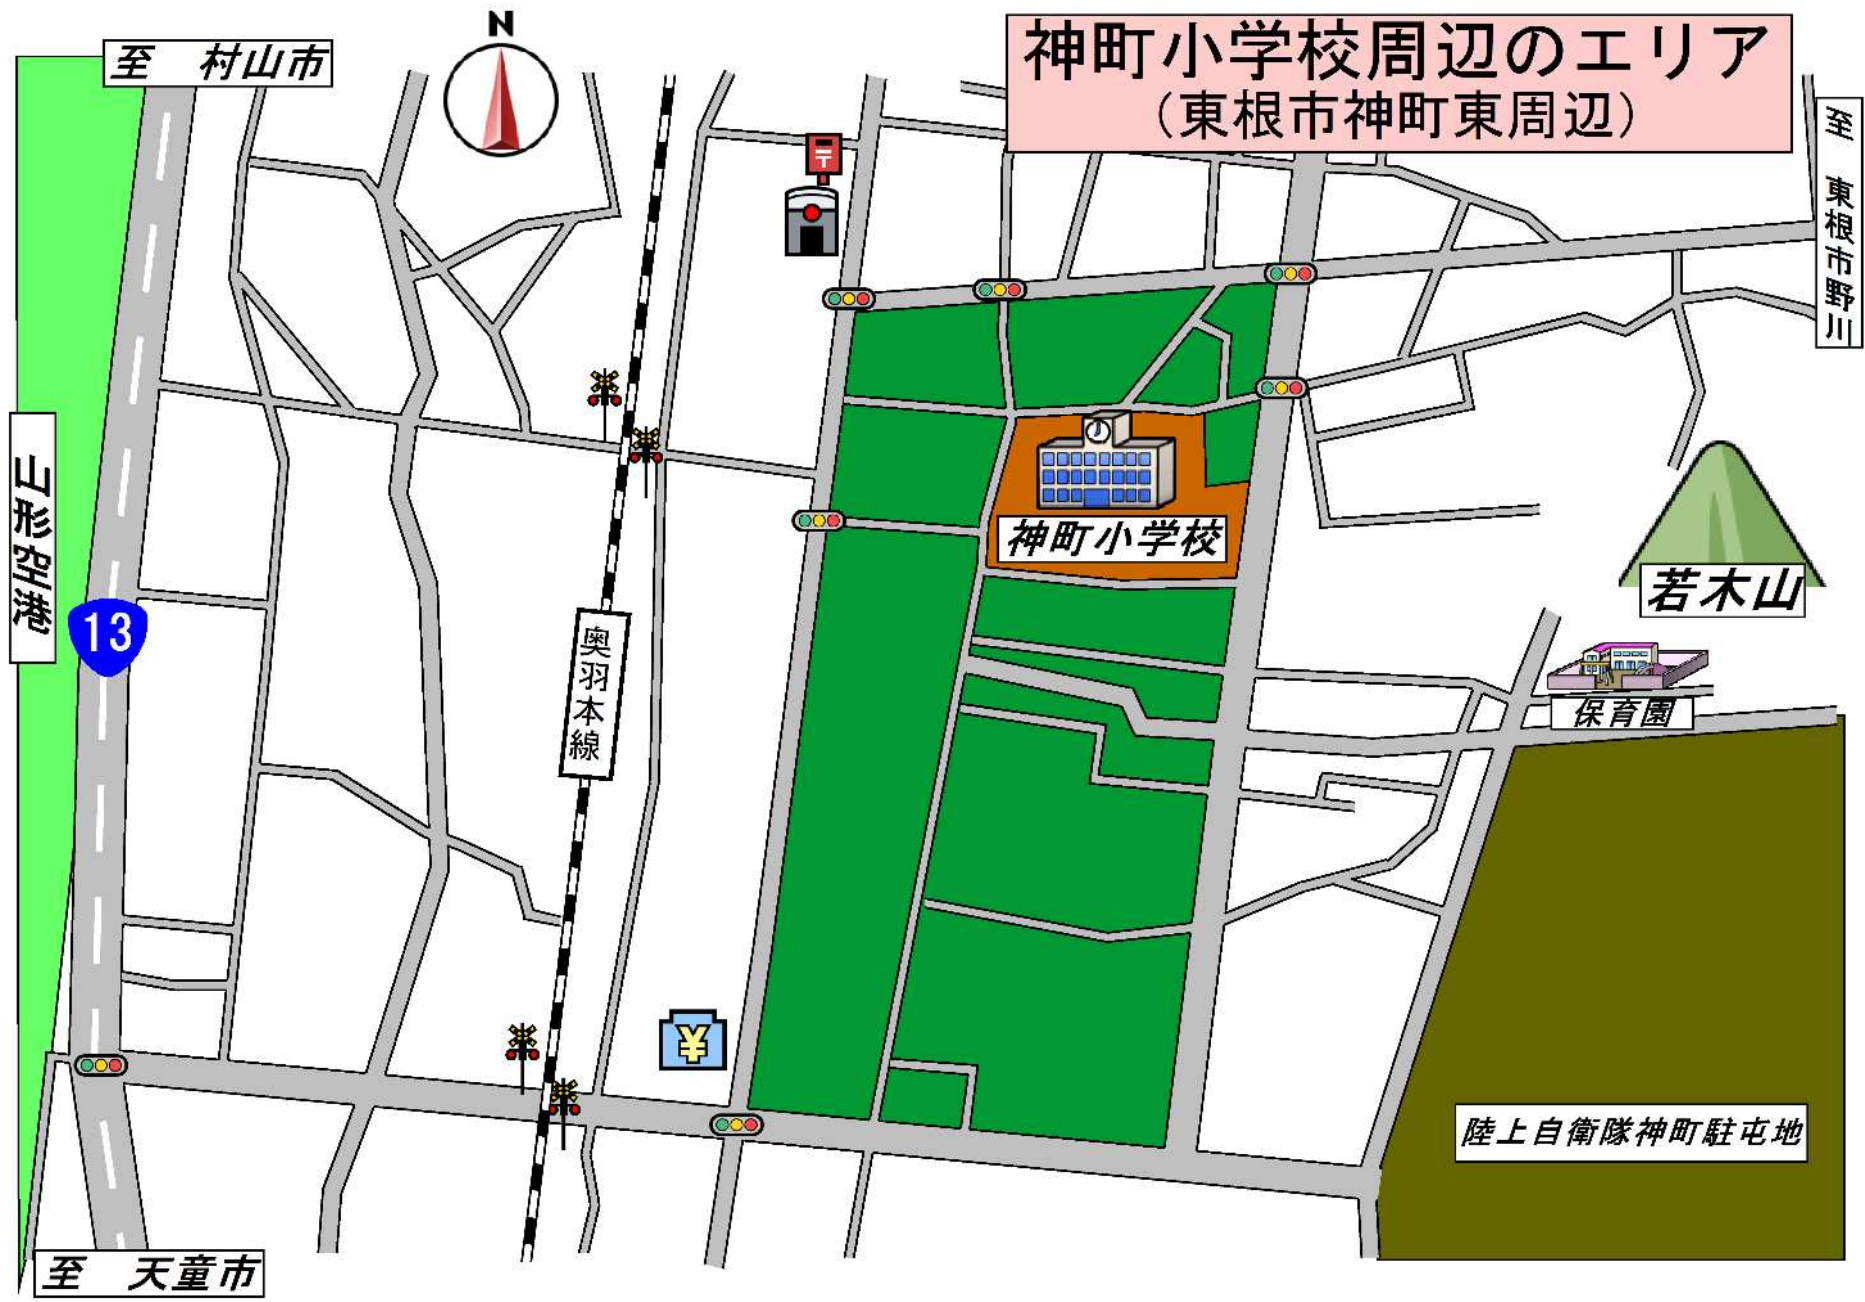 N
神町小学校周辺のエリア
（東根市神町東周辺）
至　村山市
至　東根市野川
〒
山形空港
13
神町小学校
若木山
奥羽本線
保育園
¥
陸上自衛隊神町駐屯地
至　天童市